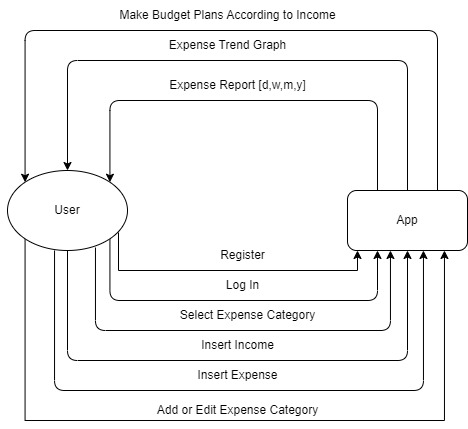 Make Budget Plans According to Income
Expense Trend Graph
Expense Report [d,w,m,y]
User
App
Register
Log In
Select Expense Category
Insert Income
Insert Expense
Add or Edit Expense Category